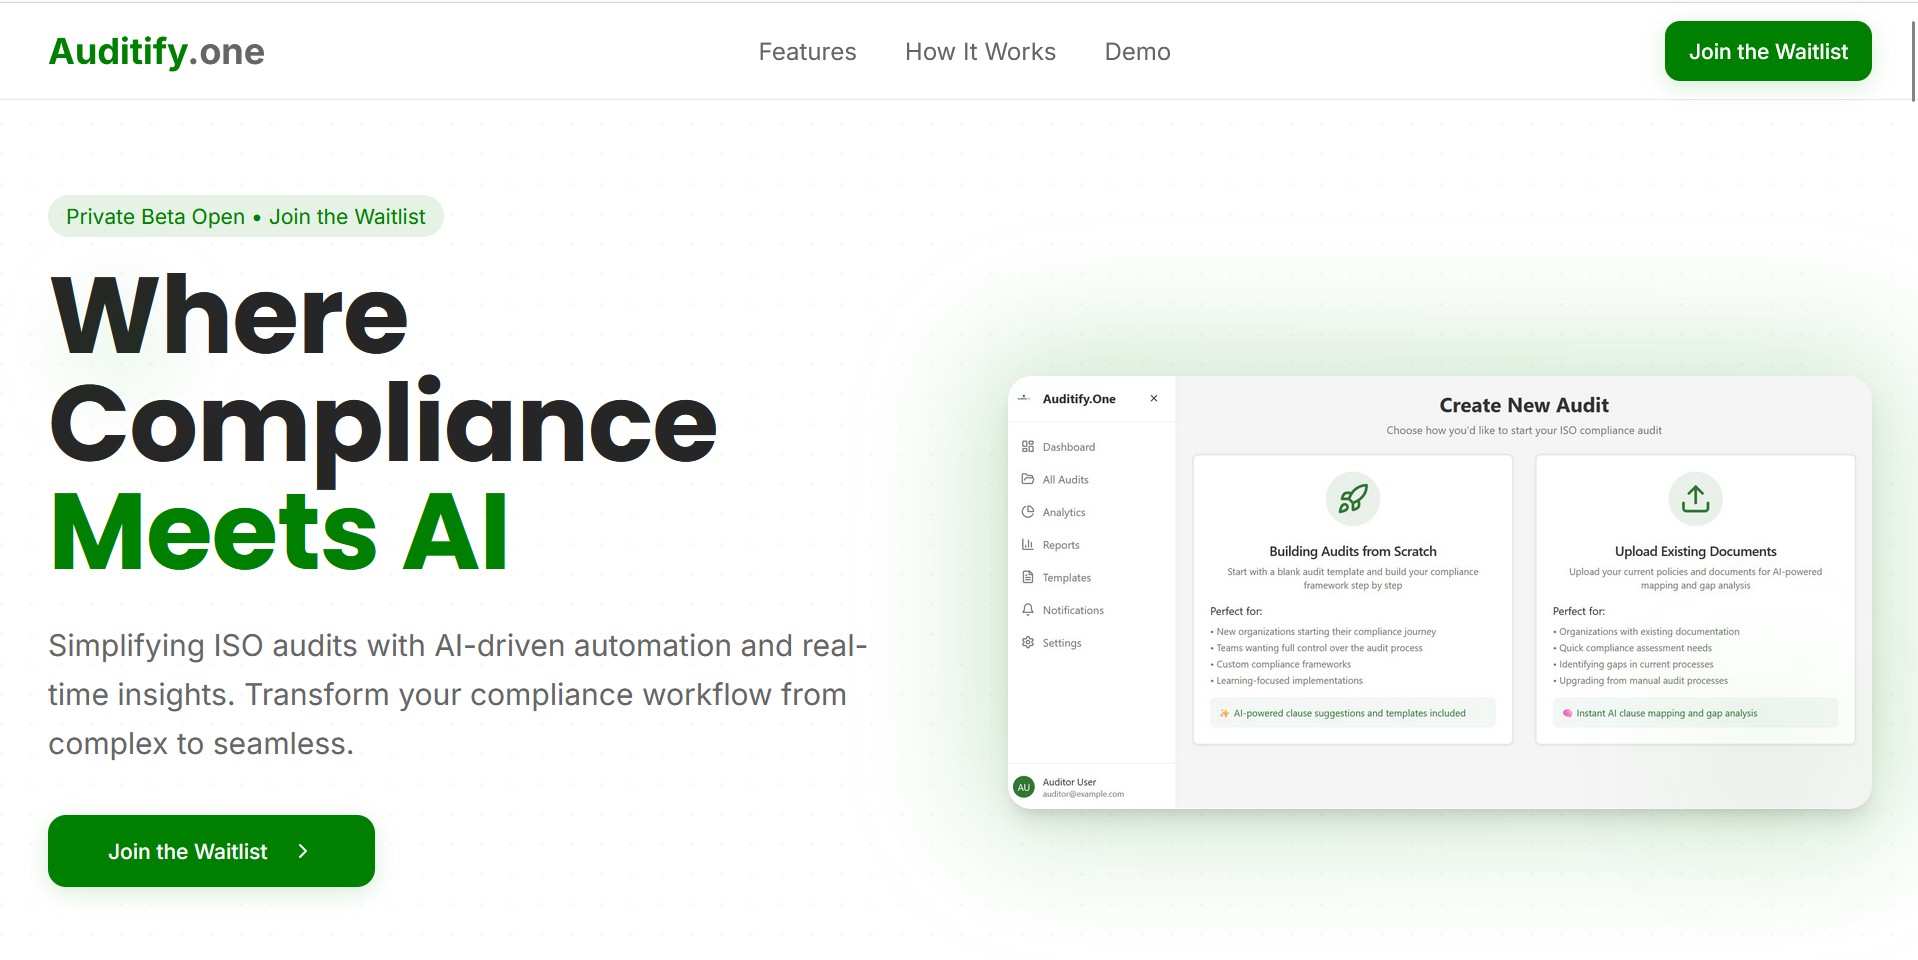 Auditify.one
Features
How It Works
Demo
Join the Waitlist
Private Beta Open • Join the Waitlist
Where
Compliance
Meets AI
Simplifying ISO audits with AI-driven automation and real-
time insights. Transform your compliance workflow from
complex to seamless.
Join the Waitlist
Auditify.One
Dashboard
All Audits
Analytics
Reports
Templates
Notifications
Settings
AU
Auditor User
auditor@example.com
Create New Audit
Choose how you'd like to start your ISO compliance audit
Building Audits from Scratch
Start with a blank audit template and build your compliance
framework step by step
Perfect for:
• New organizations starting their compliance journey
• Teams wanting full control over the audit process
• Custom compliance frameworks
• Learning-focused implementations
✨ AI-powered clause suggestions and templates included
Upload Existing Documents
Upload your current policies and documents for AI-powered
mapping and gap analysis
Perfect for:
• Organizations with existing documentation
• Quick compliance assessment needs
• Identifying gaps in current processes
• Upgrading from manual audit processes
🧠 Instant AI clause mapping and gap analysis